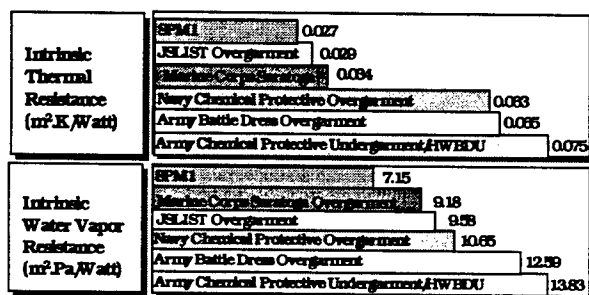 Intrinsic
Thermal
Resistance
(m².K/Watt)
SPM1 0.027
JSLIST Overgarment 0.029
Marine Corps Saratoga 0.034
Navy Chemical Protective Overgarment 0.063
Army Battle Dress Overgarment 0.065
Army Chemical Protective Undergarment/HWBDU 0.075
Intrinsic
Water Vapor
Resistance
(m².Pa/Watt)
SPM1 7.15
Marine Corps Saratoga Overgarment 9.18
JSLIST Overgarment 9.58
Navy Chemical Protective Overgarment 10.65
Army Battle Dress Overgarment 12.59
Army Chemical Protective Undergarment/HWBDU 13.83